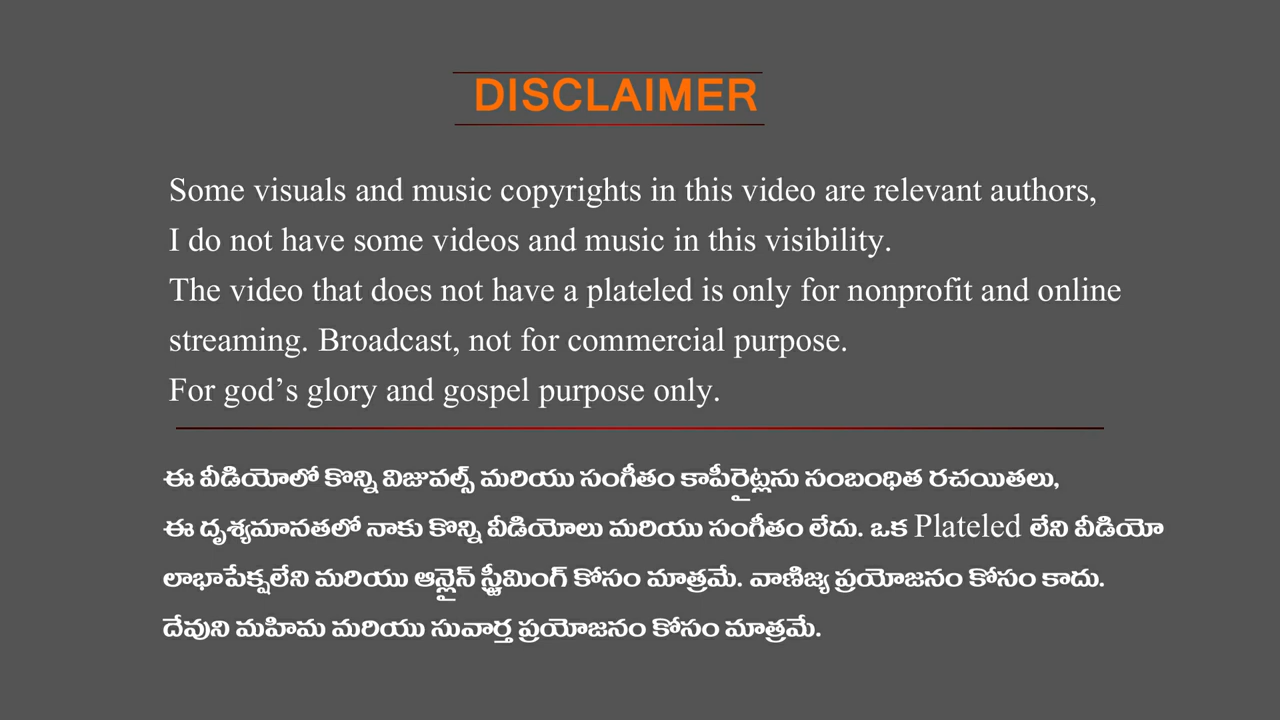 DISCLAIMER
Some visuals and music copyrights in this video are relevant authors,
I do not have some videos and music in this visibility.
The video that does not have a plateled is only for nonprofit and online
streaming. Broadcast, not for commercial purpose.
For god’s glory and gospel purpose only.
ఈ వీడియోలో కొన్ని విజువల్స్ మరియు సంగీతం కాపీరైట్లను సంబంధిత రచయితలు,
ఈ దృశ్యమానతలో నాకు కొన్ని వీడియోలు మరియు సంగీతం లేదు. ఒక Plateled లేని వీడియో
లాభాపేక్షలేని మరియు ఆన్లైన్ స్ట్రీమింగ్ కోసం మాత్రమే. వాణిజ్య ప్రయోజనం కోసం కాదు.
దేవుని మహిమ మరియు సువార్త ప్రయోజనం కోసం మాత్రమే.